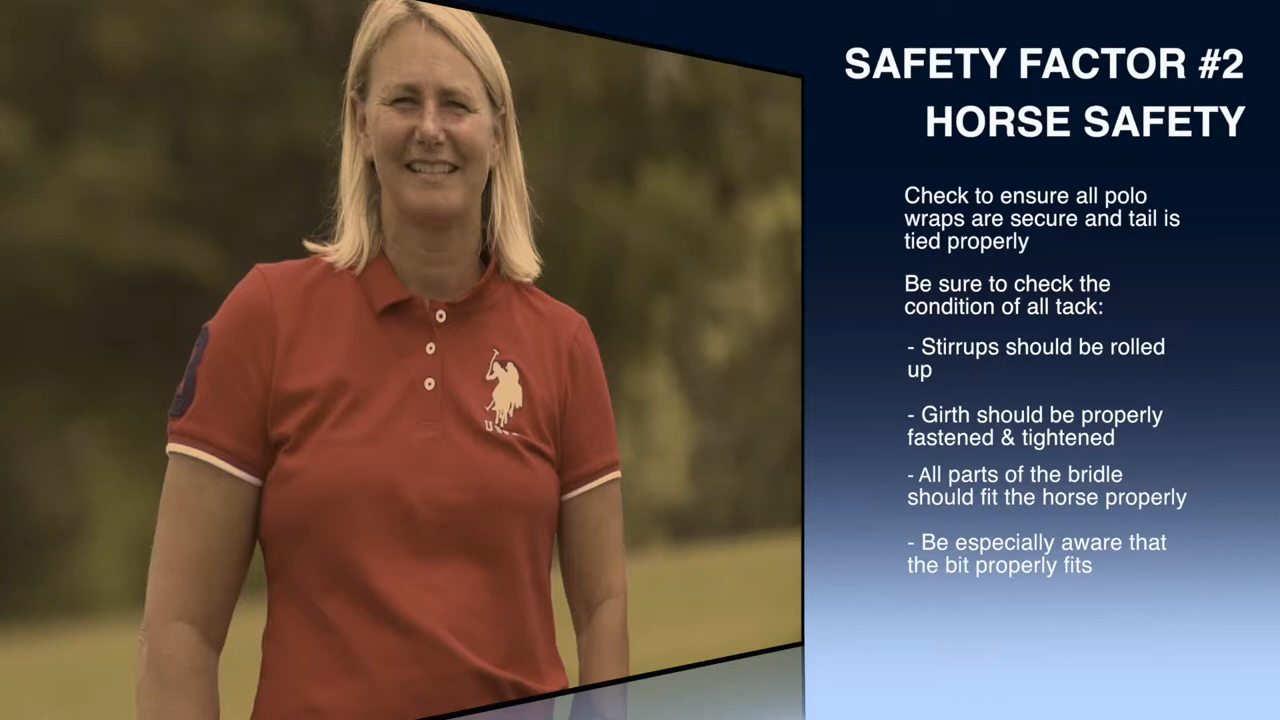 SAFETY FACTOR #2
HORSE SAFETY
Check to ensure all polo
wraps are secure and tail is
tied properly
Be sure to check the
condition of all tack:
- Stirrups should be rolled
up
- Girth should be properly
fastened & tightened
- All parts of the bridle
should fit the horse properly
- Be especially aware that
the bit properly fits